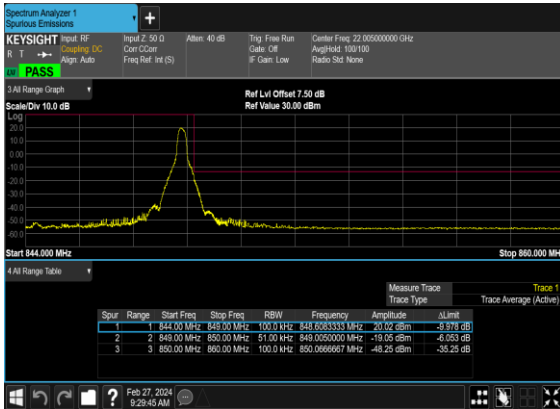 Spectrum Analyzer 1
Spurious Emissions
+
KEYSIGHT Input: RF Input Z: 50 Ω Atten: 40 dB Trig: Free Run Center Freq: 22.005000000 GHz
R T Coupling: DC Corr CCorr Gate: Off Avg|Hold: 100/100
Align: Auto Freq Ref: Int (S) IF Gain: Low Radio Std: None
PASS
3 All Range Graph
Ref Lvl Offset 7.50 dB
Scale/Div 10.0 dB Ref Value 30.00 dBm
Log
20.0
10.0
0.00
-10.0
-20.0
-30.0
-40.0
-50.0
-60.0
Start 844.000 MHz Stop 860.000 MH
4 All Range Table
Measure Trace Trace 1
Trace Type Trace Average (Active)
Spur Range Start Freq Stop Freq RBW Frequency Amplitude ΔLimit
1 1 844.00 MHz 849.00 MHz 100.0 kHz 848.6083333 MHz 20.02 dBm -9.978 dB
2 2 849.00 MHz 850.00 MHz 51.00 kHz 849.0050000 MHz -19.05 dBm -6.053 dB
3 3 850.00 MHz 860.00 MHz 100.0 kHz 850.0666667 MHz -48.25 dBm -35.25 dB
?
Feb 27, 2024
9:29:45 AM